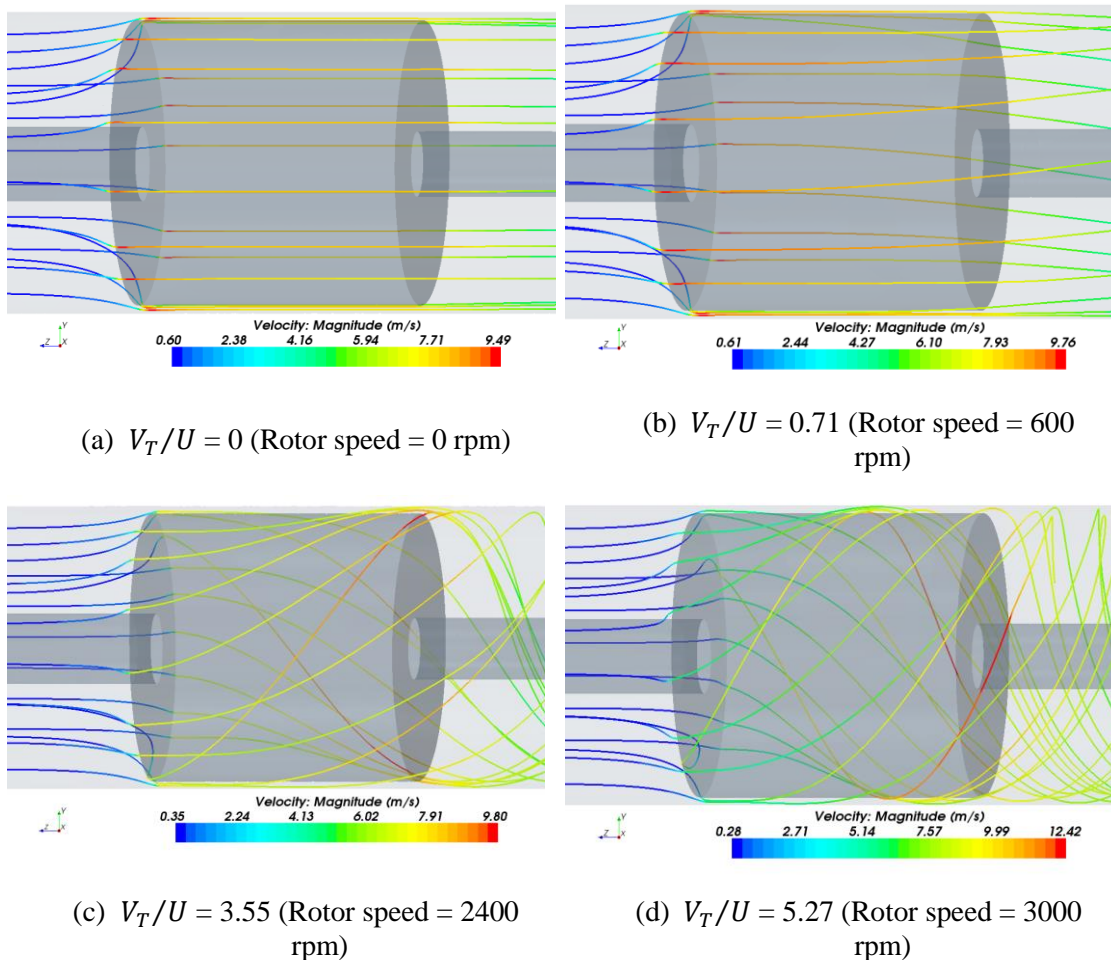 Velocity: Magnitude (m/s)
0.60 2.38 4.16 5.94 7.71 9.49
Z Y X
(a) V_T/U = 0 (Rotor speed = 0 rpm)
Velocity: Magnitude (m/s)
0.61 2.44 4.27 6.10 7.93 9.76
Z Y X
(b) V_T/U = 0.71 (Rotor speed = 600
rpm)
Velocity: Magnitude (m/s)
0.35 2.24 4.13 6.02 7.91 9.80
Z Y X
(c) V_T/U = 3.55 (Rotor speed = 2400
rpm)
Velocity: Magnitude (m/s)
0.28 2.71 5.14 7.57 9.99 12.42
Z Y X
(d) V_T/U = 5.27 (Rotor speed = 3000
rpm)